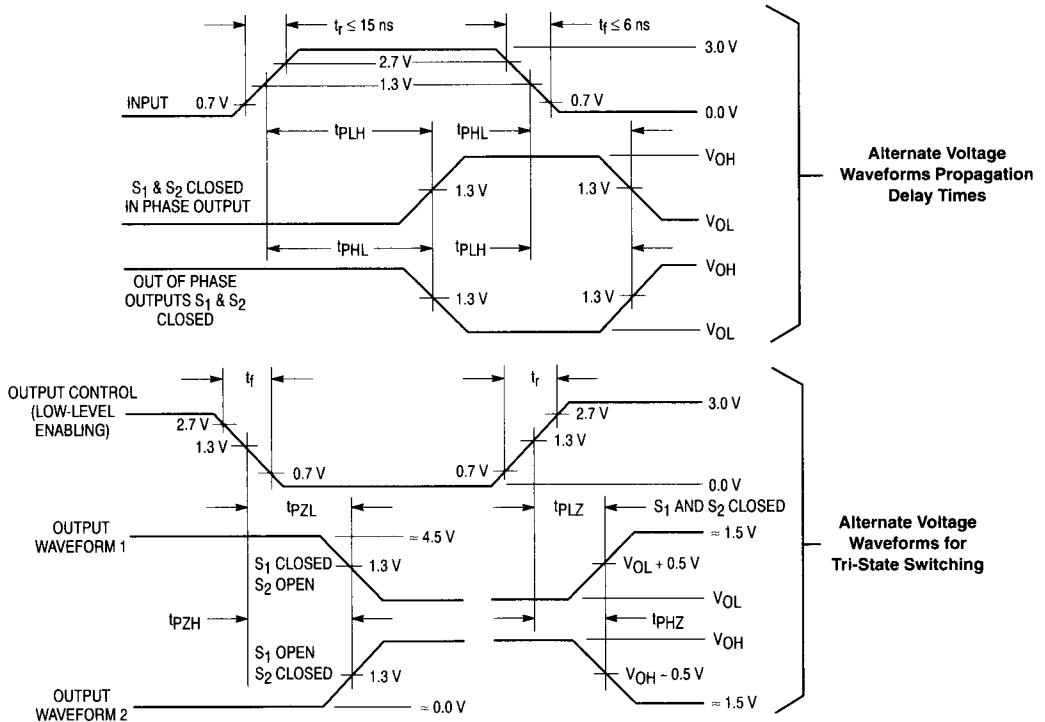 tr ≤ 15 ns
tf ≤ 6 ns
3.0 V
2.7 V
1.3 V
INPUT
0.7 V
0.7 V
0.0 V
tPLH
tPHL
VOH
S1 & S2 CLOSED
IN PHASE OUTPUT
1.3 V
1.3 V
VOL
Alternate Voltage
Waveforms Propagation
Delay Times
tPHL
tPLH
VOH
OUT OF PHASE
OUTPUTS S1 & S2
CLOSED
1.3 V
1.3 V
VOL
OUTPUT CONTROL
(LOW-LEVEL
ENABLING)
tf
tr
3.0 V
2.7 V
2.7 V
1.3 V
1.3 V
0.7 V
0.7 V
0.0 V
tPZL
tPLZ
S1 AND S2 CLOSED
OUTPUT
WAVEFORM 1
≈ 4.5 V
≈ 1.5 V
S1 CLOSED
S2 OPEN
1.3 V
VOL + 0.5 V
VOL
Alternate Voltage
Waveforms for
Tri-State Switching
tPZH
tPHZ
VOH
S1 OPEN
S2 CLOSED
1.3 V
VOH - 0.5 V
OUTPUT
WAVEFORM 2
≈ 0.0 V
≈ 1.5 V